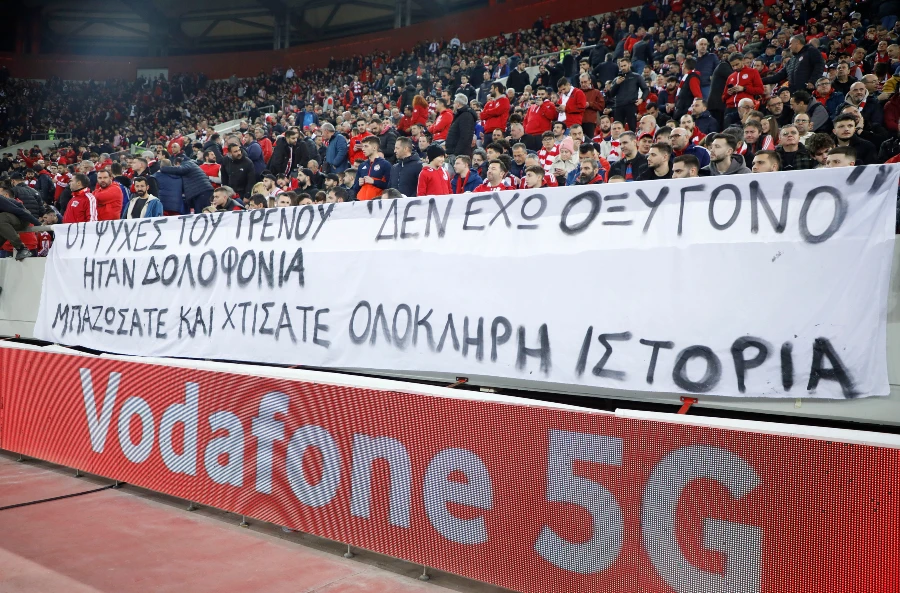 ΟΙ ΨΥΧΕΣ ΤΟΥ ΤΡΕΝΟΥ "ΔΕΝ ΕΧΩ ΟΞΥΓΟΝΟ"
ΗΤΑΝ ΔΟΛΟΦΟΝΙΑ
ΜΠΑΖΩΣΑΤΕ ΚΑΙ ΧΤΙΣΑΤΕ ΟΛΟΚΛΗΡΗ ΙΣΤΟΡΙΑ
Vodafone 5G